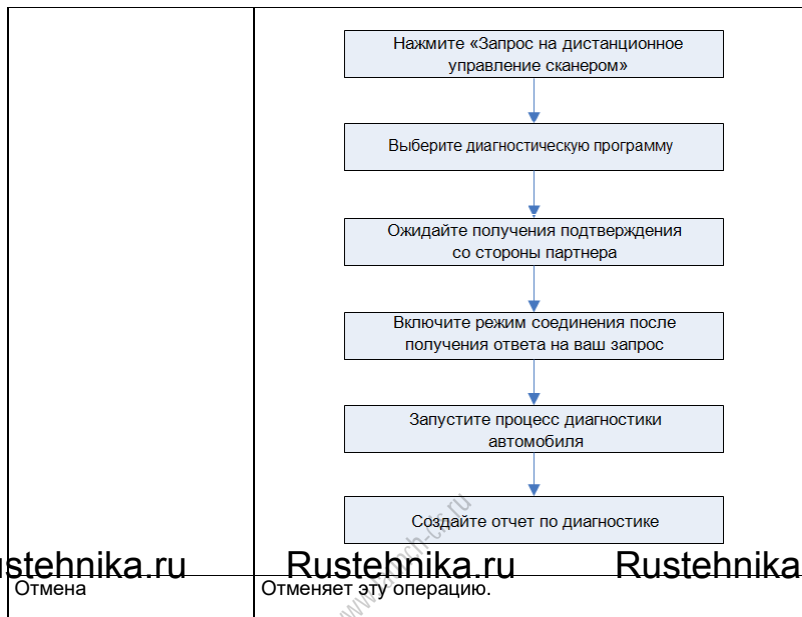 Нажмите «Запрос на дистанционное
управление сканером»
Выберите диагностическую программу
Ожидайте получения подтверждения
со стороны партнера
Включите режим соединения после
получения ответа на ваш запрос
Запустите процесс диагностики
автомобиля
Создайте отчет по диагностике
ustehnika.ru Rustehnika.ru Rustehnika
Отмена Отменяет эту операцию.